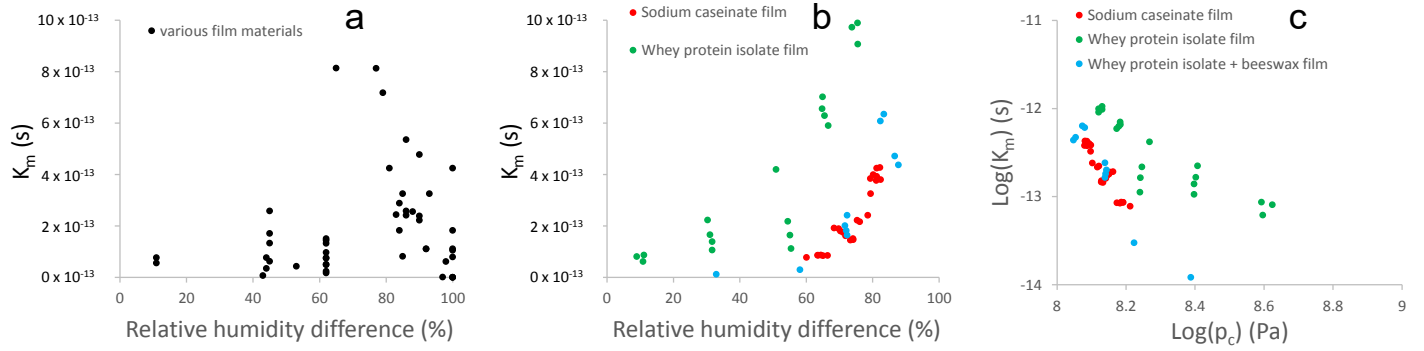 a
various film materials
10 x 10⁻¹³
8 x 10⁻¹³
6 x 10⁻¹³
4 x 10⁻¹³
2 x 10⁻¹³
0 x 10⁻¹³
Kₘ (s)
0 20 40 60 80 100
Relative humidity difference (%)
b
Sodium caseinate film
Whey protein isolate film
10 x 10⁻¹³
8 x 10⁻¹³
6 x 10⁻¹³
4 x 10⁻¹³
2 x 10⁻¹³
0 x 10⁻¹³
Kₘ (s)
0 20 40 60 80 100
Relative humidity difference (%)
c
Sodium caseinate film
Whey protein isolate film
Whey protein isolate + beeswax film
-11
-12
-13
-14
Log(Kₘ) (s)
8 8.2 8.4 8.6 8.8 9
Log(p꜀) (Pa)